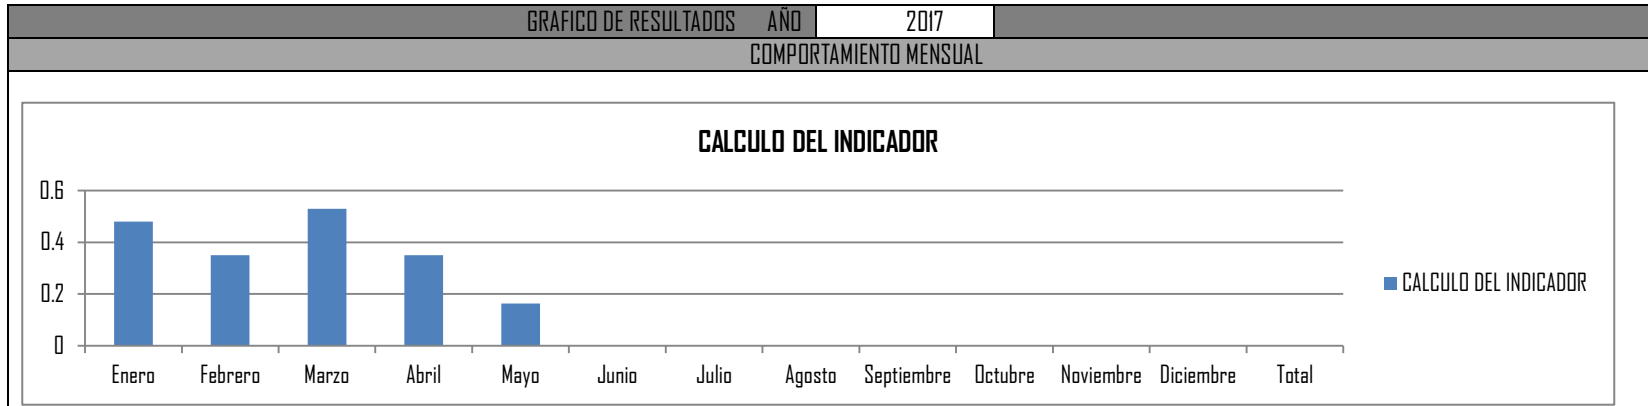 GRAFICO DE RESULTADOS AÑO 2017
COMPORTAMIENTO MENSUAL
CALCULO DEL INDICADOR
0.6
0.4
0.2
0
Enero Febrero Marzo Abril Mayo Junio Julio Agosto Septiembre Octubre Noviembre Diciembre Total
CALCULO DEL INDICADOR